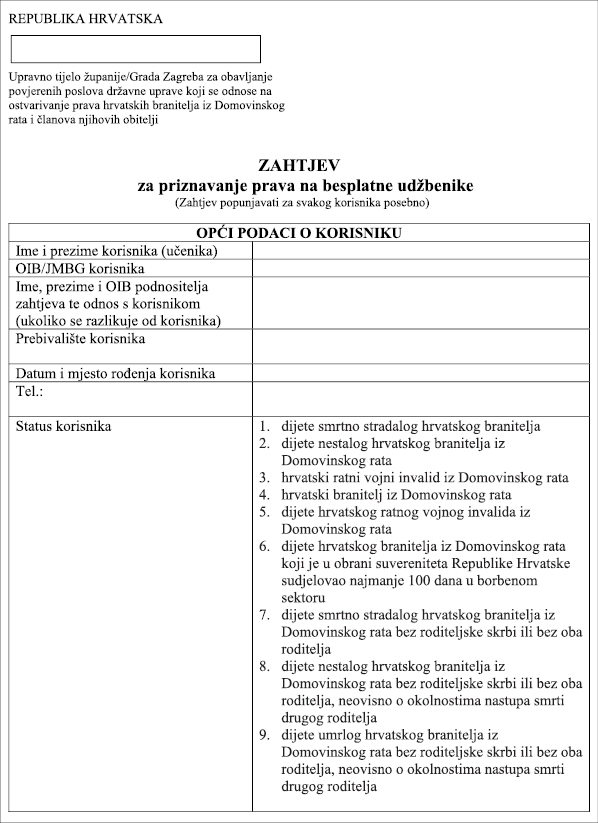 REPUBLIKA HRVATSKA
Upravno tijelo županije/Grada Zagreba za obavljanje
povjerenih poslova državne uprave koji se odnose na
ostvarivanje prava hrvatskih branitelja iz Domovinskog
rata i članova njihovih obitelji
ZAHTJEV
za priznavanje prava na besplatne udžbenike
(Zahtjev popunjavati za svakog korisnika posebno)
OPĆI PODACI O KORISNIKU
Ime i prezime korisnika (učenika)
OIB/JMBG korisnika
Ime, prezime i OIB podnositelja
zahtjeva te odnos s korisnikom
(ukoliko se razlikuje od korisnika)
Prebivalište korisnika
Datum i mjesto rođenja korisnika
Tel.:
Status korisnika
1. dijete smrtno stradalog hrvatskog branitelja
2. dijete nestalog hrvatskog branitelja iz
Domovinskog rata
3. hrvatski ratni vojni invalid iz Domovinskog rata
4. hrvatski branitelj iz Domovinskog rata
5. dijete hrvatskog ratnog vojnog invalida iz
Domovinskog rata
6. dijete hrvatskog branitelja iz Domovinskog rata
koji je u obrani suvereniteta Republike Hrvatske
sudjelovao najmanje 100 dana u borbenom
sektoru
7. dijete smrtno stradalog hrvatskog branitelja iz
Domovinskog rata bez roditeljske skrbi ili bez oba
roditelja
8. dijete nestalog hrvatskog branitelja iz
Domovinskog rata bez roditeljske skrbi ili bez oba
roditelja, neovisno o okolnostima nastupa smrti
drugog roditelja
9. dijete umrlog hrvatskog branitelja iz
Domovinskog rata bez roditeljske skrbi ili bez oba
roditelja, neovisno o okolnostima nastupa smrti
drugog roditelja